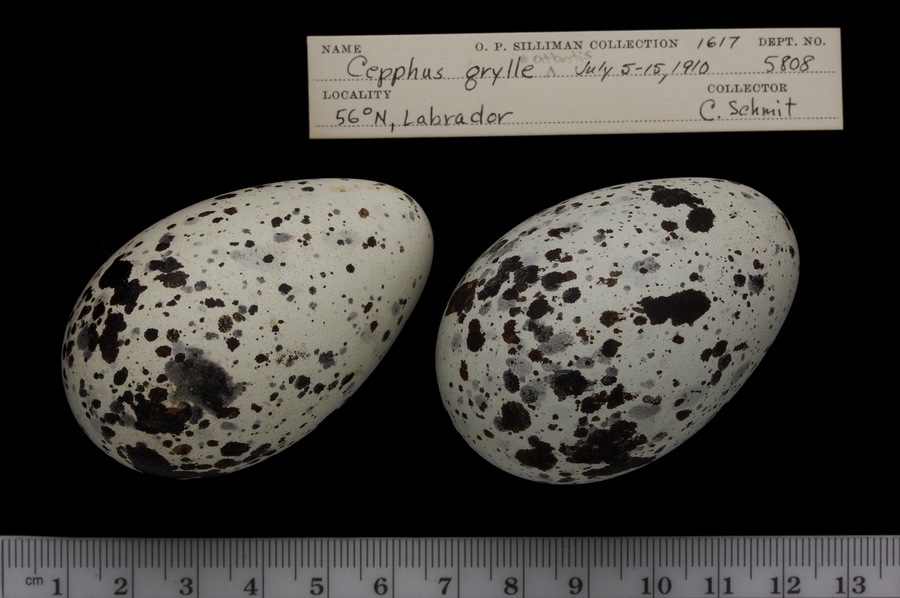 NAME O. P. SILLIMAN COLLECTION 1617 DEPT. NO.
Cepphus grylle July 5-15, 1910 5808
LOCALITY COLLECTOR
56°N, Labrador C. Schmit
cm 1 2 3 4 5 6 7 8 9 10 11 12 13